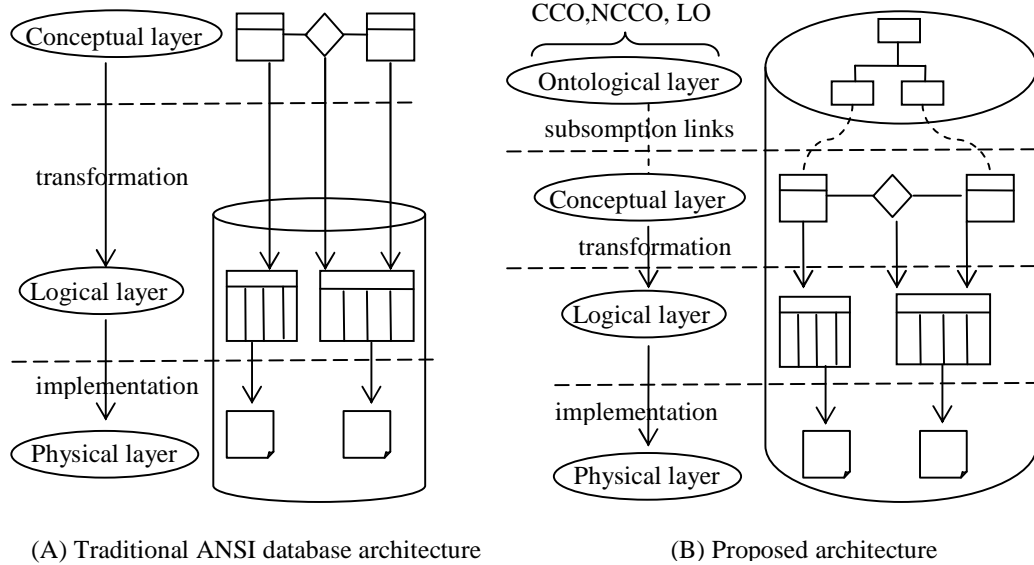 Conceptual layer
transformation
Logical layer
implementation
Physical layer
(A) Traditional ANSI database architecture
CCO,NCCO, LO
Ontological layer
subsomption links
Conceptual layer
transformation
Logical layer
implementation
Physical layer
(B) Proposed architecture